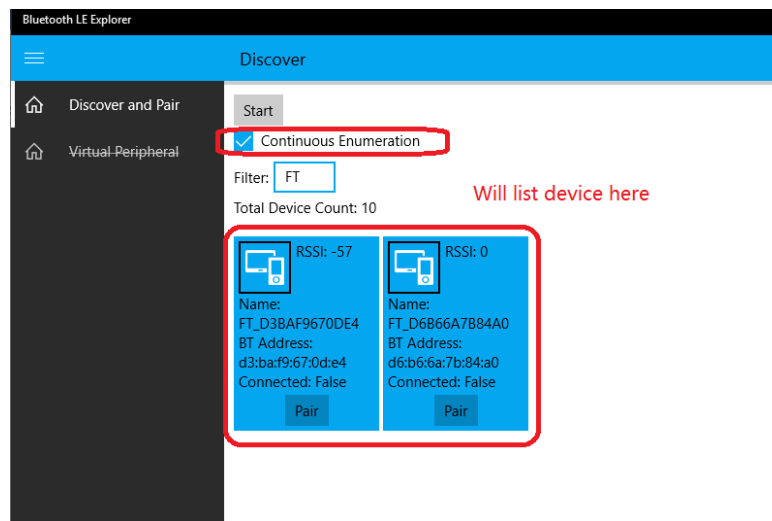 Bluetooth LE Explorer
Discover
Discover and Pair
Virtual Peripheral
Start
Continuous Enumeration
Filter: FT
Total Device Count: 10
Will list device here
RSSI: -57
Name:
FT_D3BAF9670DE4
BT Address:
d3:ba:f9:67:0d:e4
Connected: False
Pair
RSSI: 0
Name:
FT_D6B66A7B84A0
BT Address:
d6:b6:6a:7b:84:a0
Connected: False
Pair